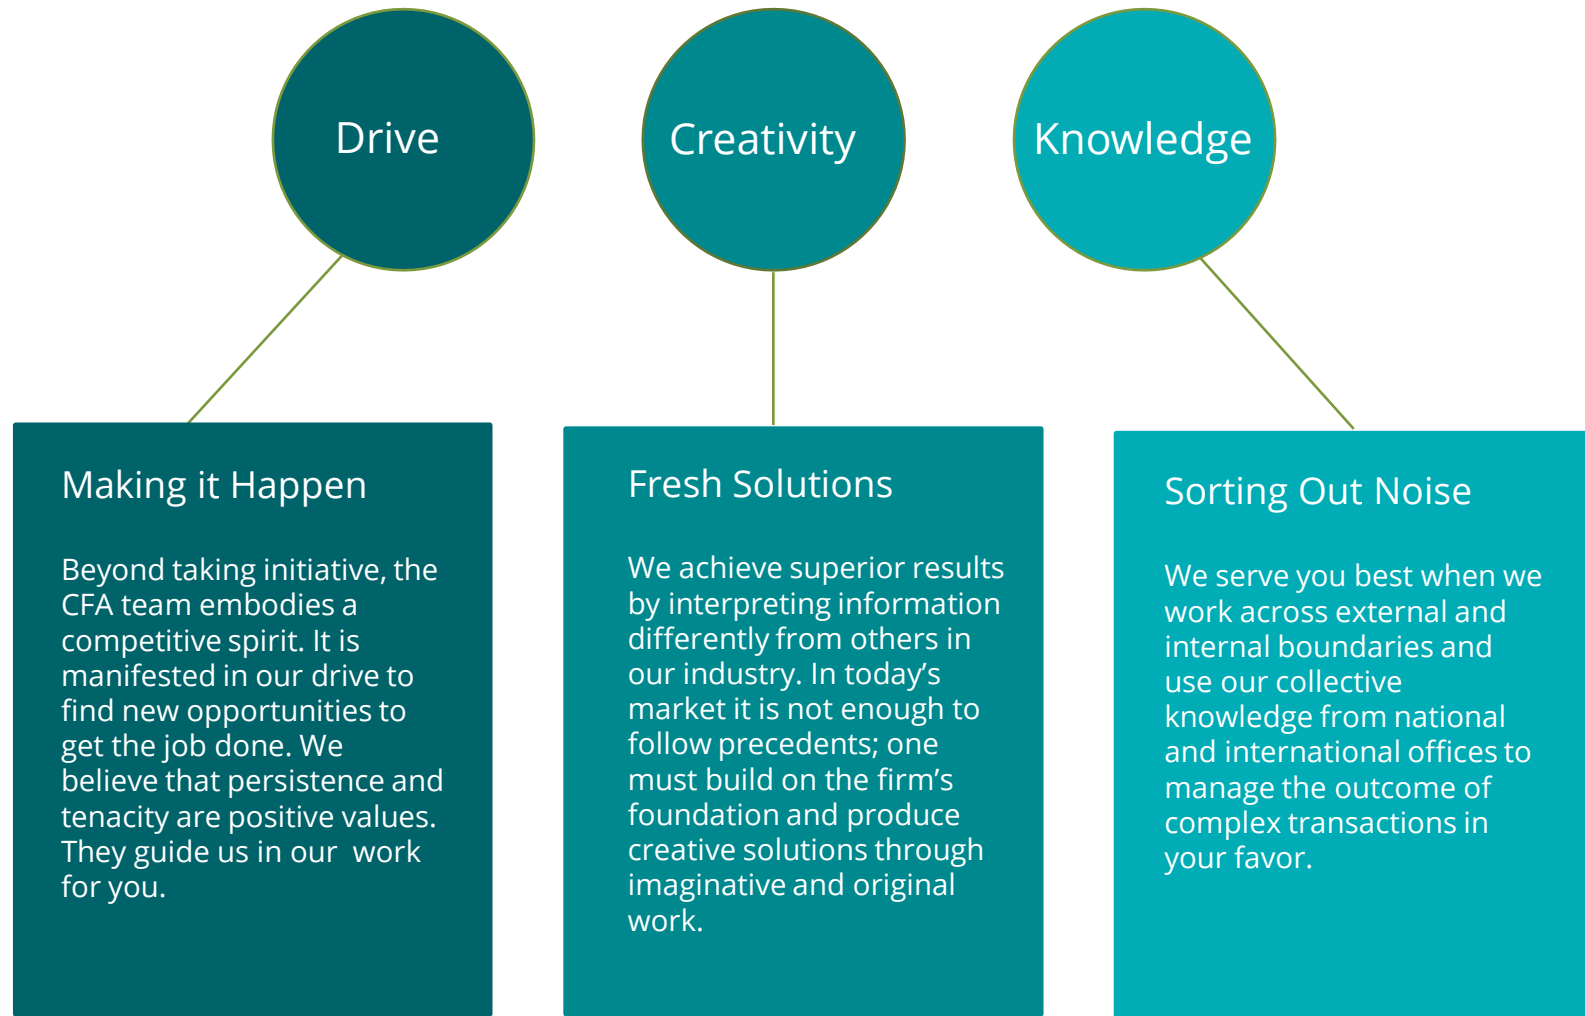 Drive
Creativity
Knowledge
Making it Happen
Beyond taking initiative, the
CFA team embodies a
competitive spirit. It is
manifested in our drive to
find new opportunities to
get the job done. We
believe that persistence and
tenacity are positive values.
They guide us in our  work
for you.
Fresh Solutions
We achieve superior results
by interpreting information
differently from others in
our industry. In today’s
market it is not enough to
follow precedents; one
must build on the firm’s
foundation and produce
creative solutions through
imaginative and original
work.
Sorting Out Noise
We serve you best when we
work across external and
internal boundaries and
use our collective
knowledge from national
and international offices to
manage the outcome of
complex transactions in
your favor.